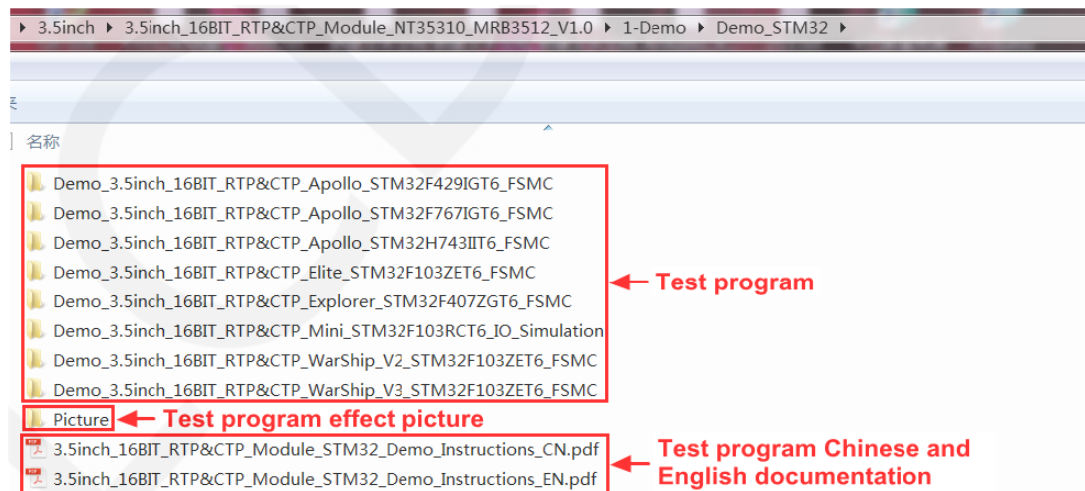 3.5inch ▸ 3.5inch_16BIT_RTP&CTP_Module_NT35310_MRB3512_V1.0 ▸ 1-Demo ▸ Demo_STM32 ▸
名称
Demo_3.5inch_16BIT_RTP&CTP_Apollo_STM32F429IGT6_FSMC
Demo_3.5inch_16BIT_RTP&CTP_Apollo_STM32F767IGT6_FSMC
Demo_3.5inch_16BIT_RTP&CTP_Apollo_STM32H743IIT6_FSMC
Demo_3.5inch_16BIT_RTP&CTP_Elite_STM32F103ZET6_FSMC
Demo_3.5inch_16BIT_RTP&CTP_Explorer_STM32F407ZGT6_FSMC
Demo_3.5inch_16BIT_RTP&CTP_Mini_STM32F103RCT6_IO_Simulation
Demo_3.5inch_16BIT_RTP&CTP_WarShip_V2_STM32F103ZET6_FSMC
Demo_3.5inch_16BIT_RTP&CTP_WarShip_V3_STM32F103ZET6_FSMC
Test program
Picture
Test program effect picture
3.5inch_16BIT_RTP&CTP_Module_STM32_Demo_Instructions_CN.pdf
3.5inch_16BIT_RTP&CTP_Module_STM32_Demo_Instructions_EN.pdf
Test program Chinese and
English documentation